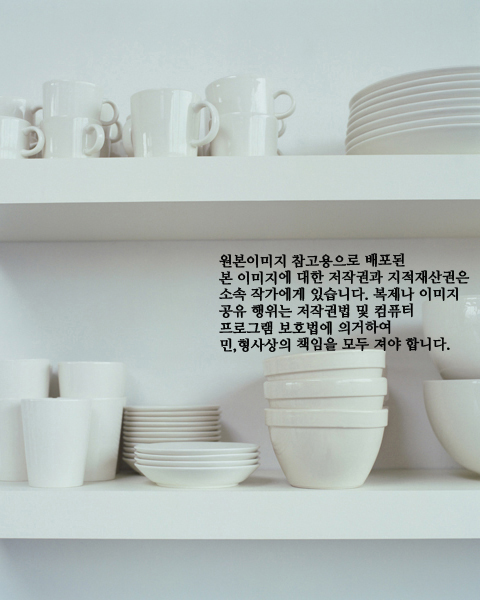 원본이미지 참고용으로 배포된
본 이미지에 대한 저작권과 지적재산권은
소속 작가에게 있습니다. 복제나 이미지
공유 행위는 저작권법 및 컴퓨터
프로그램 보호법에 의거하여
민,형사상의 책임을 모두 져야 합니다.